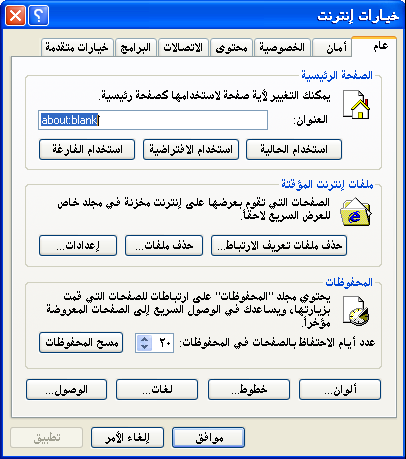 خيارات إنترنت
عام
أمان
الخصوصية
محتوى
الاتصالات
البرامج
خيارات متقدمة
الصفحة الرئيسية
يمكنك التغيير لأية صفحة لاستخدامها كصفحة رئيسية.
العنوان:
about:blank
استخدام الحالية
استخدام الافتراضية
استخدام الفارغة
ملفات إنترنت المؤقتة
الصفحات التي تقوم بعرضها على إنترنت مخزنة في مجلد خاص
للعرض السريع لاحقاً.
حذف ملفات تعريف الارتباط...
حذف ملفات...
إعدادات...
المحفوظات
يحتوي مجلد "المحفوظات" على ارتباطات للصفحات التي قمت
بزيارتها، ويساعدك في الوصول السريع إلى الصفحات المعروضة
مؤخراً.
عدد أيام الاحتفاظ بالصفحات في المحفوظات:
٢٠
مسح المحفوظات
ألوان...
خطوط...
لغات...
الوصول...
موافق
إلغاء الأمر
تطبيق